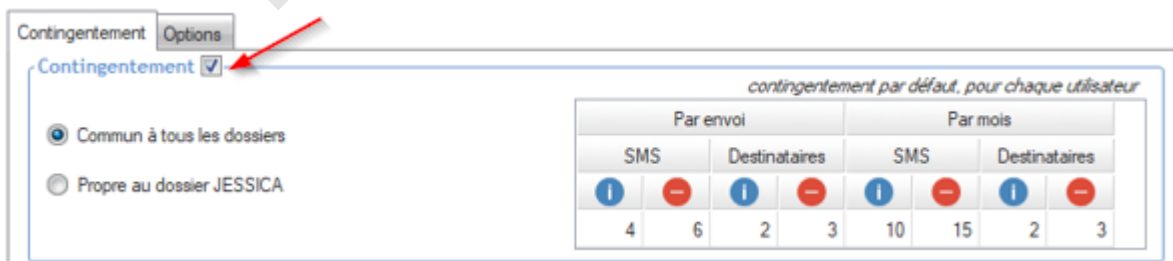 Contingentement Options
Contingentement
contingentement par défaut, pour chaque utilisateur
Commun à tous les dossiers
Propre au dossier JESSICA
Par envoi Par mois
SMS Destinataires SMS Destinataires
4 6 2 3 10 15 2 3